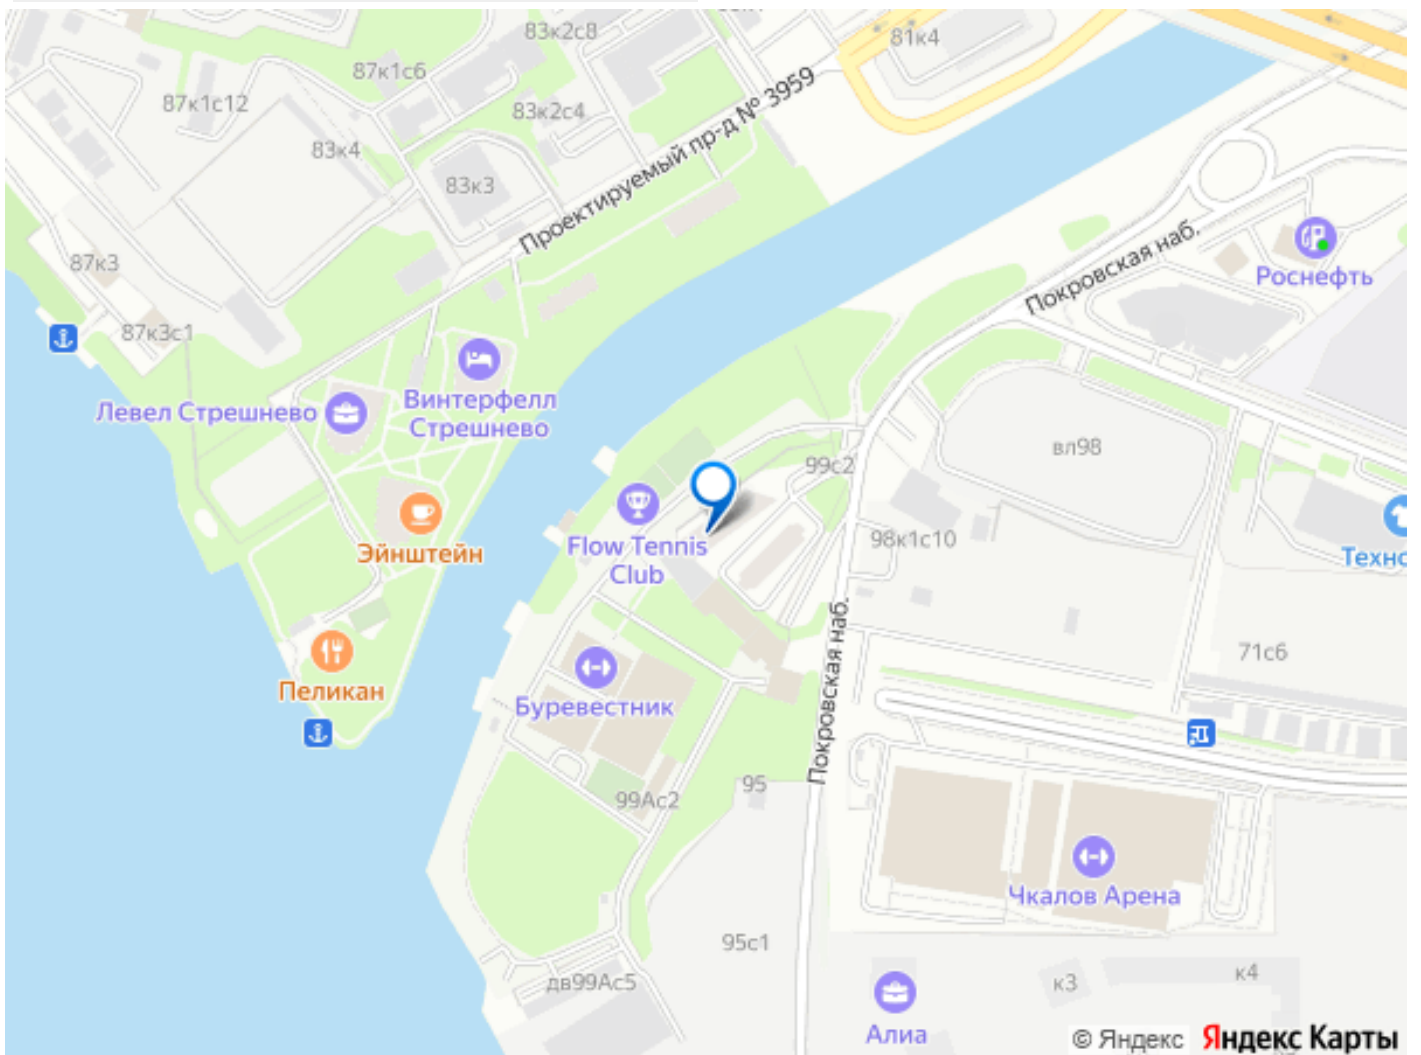 83к2с8
81к4
87к1с6
87к1с12
83к2с4
83к4
83к3
Проектируемый пр-д № 3959
87к3
87к3с1
Покровская наб.
Роснефть
Левел Стрешнево
Винтерфелл
Стрешнево
99с2
вл98
Эйнштейн
Flow Tennis
Club
98к1с10
Техно
Покровская наб.
71с6
Пеликан
Буревестник
99Ас2
95
Чкалов Арена
95с1
дв99Ас5
к3
к4
Алиа
© Яндекс Яндекс Карты